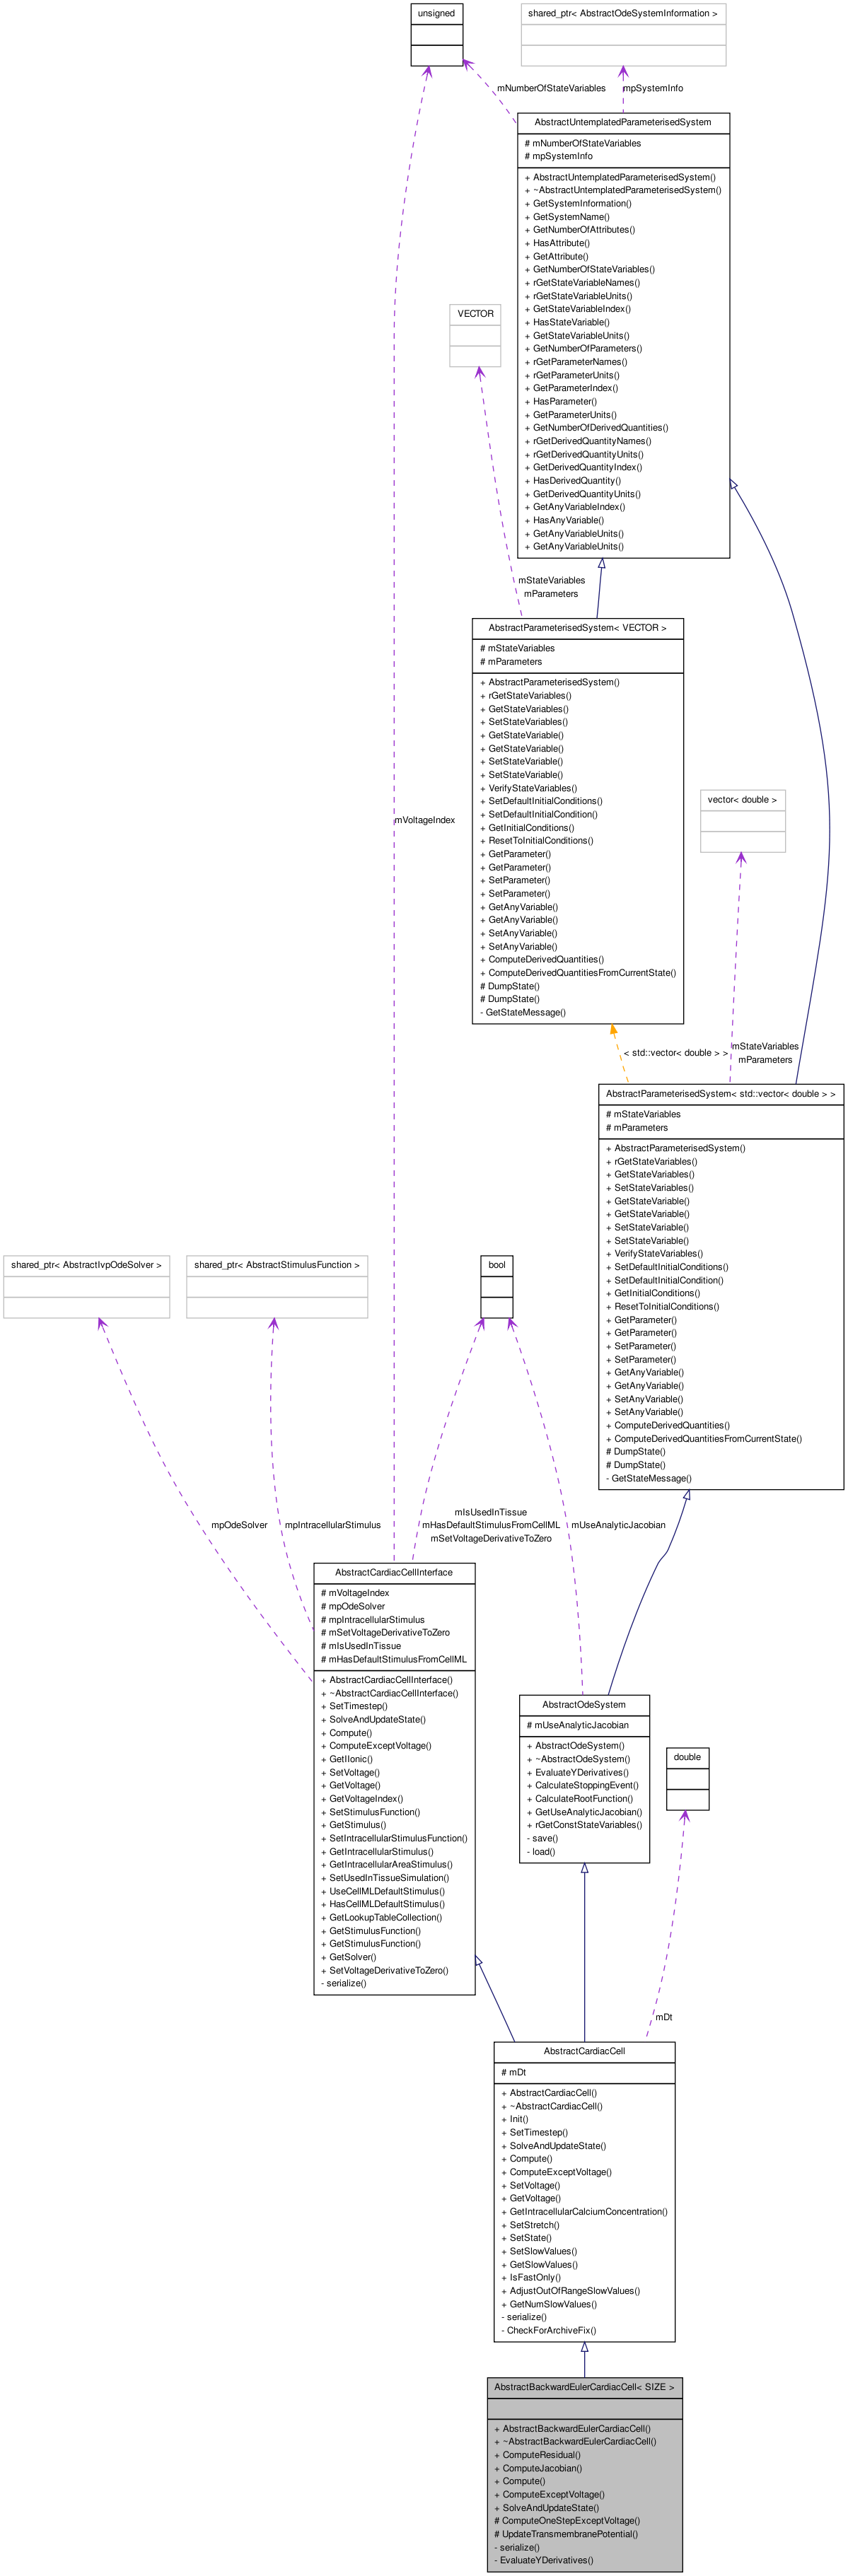 unsigned
shared_ptr< AbstractOdeSystemInformation >
mNumberOfStateVariables
mpSystemInfo
AbstractUntemplatedParameterisedSystem
# mNumberOfStateVariables
# mpSystemInfo
+ AbstractUntemplatedParameterisedSystem()
+ ~AbstractUntemplatedParameterisedSystem()
+ GetSystemInformation()
+ GetSystemName()
+ GetNumberOfAttributes()
+ HasAttribute()
+ GetAttribute()
+ GetNumberOfStateVariables()
+ rGetStateVariableNames()
+ rGetStateVariableUnits()
+ GetStateVariableIndex()
+ HasStateVariable()
+ GetStateVariableUnits()
+ GetNumberOfParameters()
+ rGetParameterNames()
+ rGetParameterUnits()
+ GetParameterIndex()
+ HasParameter()
+ GetParameterUnits()
+ GetNumberOfDerivedQuantities()
+ rGetDerivedQuantityNames()
+ rGetDerivedQuantityUnits()
+ GetDerivedQuantityIndex()
+ HasDerivedQuantity()
+ GetDerivedQuantityUnits()
+ GetAnyVariableIndex()
+ HasAnyVariable()
+ GetAnyVariableUnits()
+ GetAnyVariableUnits()
VECTOR
mStateVariables
mParameters
AbstractParameterisedSystem< VECTOR >
# mStateVariables
# mParameters
+ AbstractParameterisedSystem()
+ rGetStateVariables()
+ GetStateVariables()
+ SetStateVariables()
+ GetStateVariable()
+ GetStateVariable()
+ SetStateVariable()
+ SetStateVariable()
+ VerifyStateVariables()
+ SetDefaultInitialConditions()
+ SetDefaultInitialCondition()
+ GetInitialConditions()
+ ResetToInitialConditions()
+ GetParameter()
+ GetParameter()
+ SetParameter()
+ SetParameter()
+ GetAnyVariable()
+ GetAnyVariable()
+ SetAnyVariable()
+ SetAnyVariable()
+ ComputeDerivedQuantities()
+ ComputeDerivedQuantitiesFromCurrentState()
# DumpState()
# DumpState()
- GetStateMessage()
vector< double >
mVoltageIndex
< std::vector< double > >
mStateVariables
mParameters
AbstractParameterisedSystem< std::vector< double > >
# mStateVariables
# mParameters
+ AbstractParameterisedSystem()
+ rGetStateVariables()
+ GetStateVariables()
+ SetStateVariables()
+ GetStateVariable()
+ GetStateVariable()
+ SetStateVariable()
+ SetStateVariable()
+ VerifyStateVariables()
+ SetDefaultInitialConditions()
+ SetDefaultInitialCondition()
+ GetInitialConditions()
+ ResetToInitialConditions()
+ GetParameter()
+ GetParameter()
+ SetParameter()
+ SetParameter()
+ GetAnyVariable()
+ GetAnyVariable()
+ SetAnyVariable()
+ SetAnyVariable()
+ ComputeDerivedQuantities()
+ ComputeDerivedQuantitiesFromCurrentState()
# DumpState()
# DumpState()
- GetStateMessage()
shared_ptr< AbstractIvpOdeSolver >
shared_ptr< AbstractStimulusFunction >
bool
mpOdeSolver
mpIntracellularStimulus
mIsUsedInTissue
mHasDefaultStimulusFromCellML
mSetVoltageDerivativeToZero
mUseAnalyticJacobian
AbstractCardiacCellInterface
# mVoltageIndex
# mpOdeSolver
# mpIntracellularStimulus
# mSetVoltageDerivativeToZero
# mIsUsedInTissue
# mHasDefaultStimulusFromCellML
+ AbstractCardiacCellInterface()
+ ~AbstractCardiacCellInterface()
+ SetTimestep()
+ SolveAndUpdateState()
+ Compute()
+ ComputeExceptVoltage()
+ GetIIonic()
+ SetVoltage()
+ GetVoltage()
+ GetVoltageIndex()
+ SetStimulusFunction()
+ GetStimulus()
+ SetIntracellularStimulusFunction()
+ GetIntracellularStimulus()
+ GetIntracellularAreaStimulus()
+ SetUsedInTissueSimulation()
+ UseCellMLDefaultStimulus()
+ HasCellMLDefaultStimulus()
+ GetLookupTableCollection()
+ GetStimulusFunction()
+ GetStimulusFunction()
+ GetSolver()
+ SetVoltageDerivativeToZero()
- serialize()
AbstractOdeSystem
# mUseAnalyticJacobian
+ AbstractOdeSystem()
+ ~AbstractOdeSystem()
+ EvaluateYDerivatives()
+ CalculateStoppingEvent()
+ CalculateRootFunction()
+ GetUseAnalyticJacobian()
+ rGetConstStateVariables()
- save()
- load()
double
mDt
AbstractCardiacCell
# mDt
+ AbstractCardiacCell()
+ ~AbstractCardiacCell()
+ Init()
+ SetTimestep()
+ SolveAndUpdateState()
+ Compute()
+ ComputeExceptVoltage()
+ SetVoltage()
+ GetVoltage()
+ GetIntracellularCalciumConcentration()
+ SetStretch()
+ SetState()
+ SetSlowValues()
+ GetSlowValues()
+ IsFastOnly()
+ AdjustOutOfRangeSlowValues()
+ GetNumSlowValues()
- serialize()
- CheckForArchiveFix()
AbstractBackwardEulerCardiacCell< SIZE >
+ AbstractBackwardEulerCardiacCell()
+ ~AbstractBackwardEulerCardiacCell()
+ ComputeResidual()
+ ComputeJacobian()
+ Compute()
+ ComputeExceptVoltage()
+ SolveAndUpdateState()
# ComputeOneStepExceptVoltage()
# UpdateTransmembranePotential()
- serialize()
- EvaluateYDerivatives()